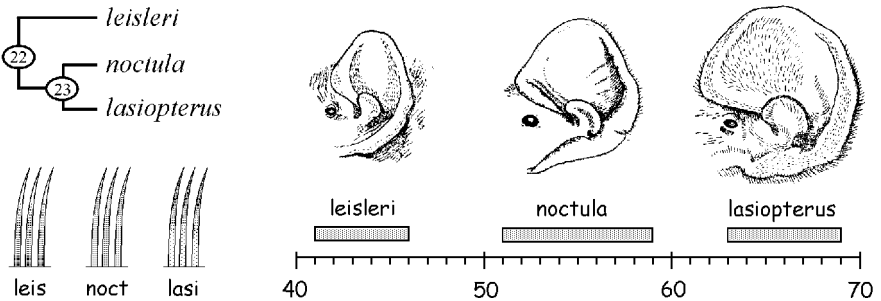 leisleri
22
noctula
23
lasiopterus
leisleri noctula lasiopterus
leis noct lasi
40 50 60 70